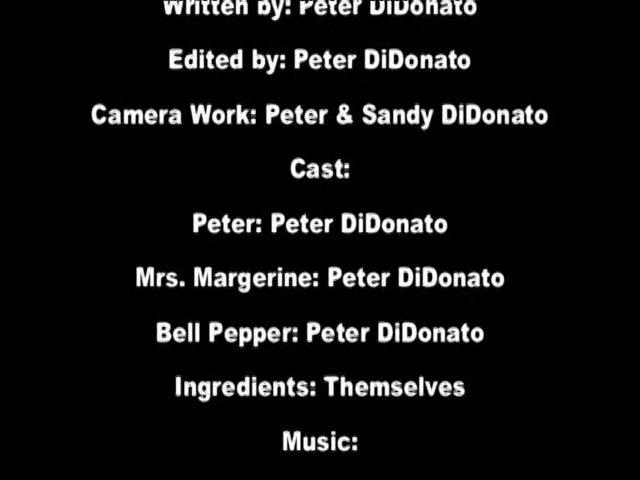 Written by: Peter DiDonato
Edited by: Peter DiDonato
Camera Work: Peter & Sandy DiDonato
Cast:
Peter: Peter DiDonato
Mrs. Margerine: Peter DiDonato
Bell Pepper: Peter DiDonato
Ingredients: Themselves
Music: